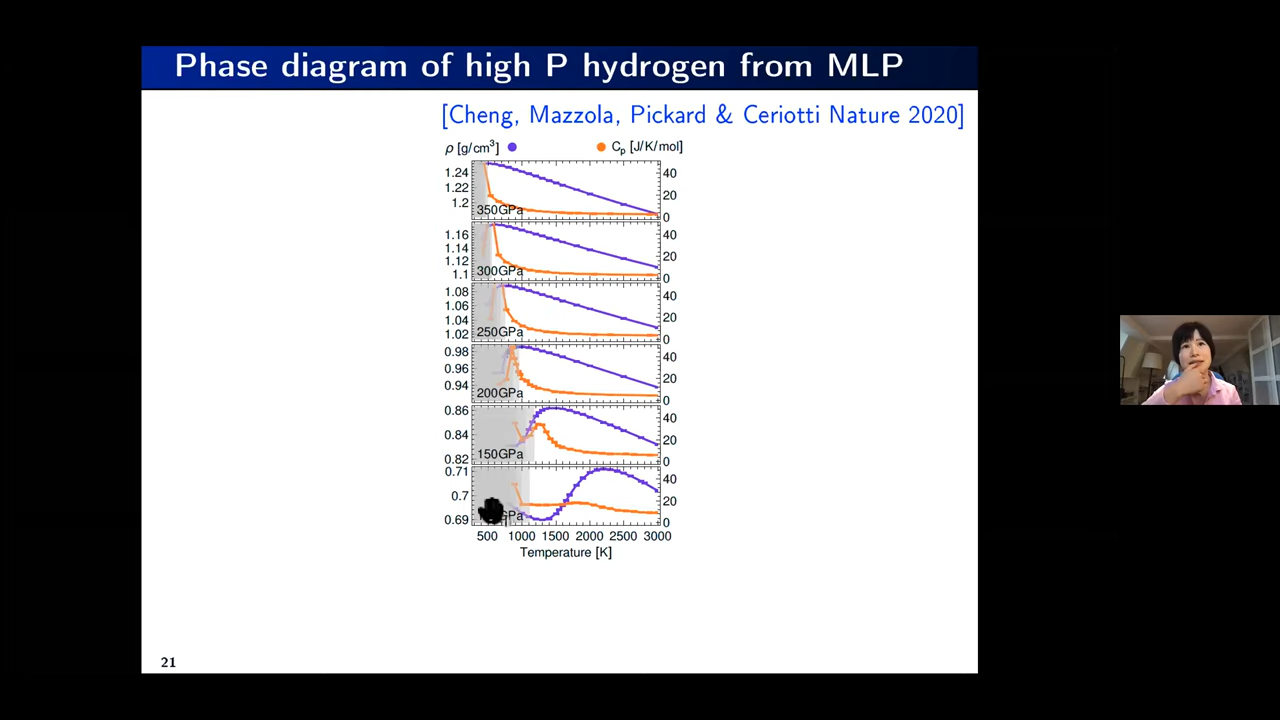 Phase diagram of high P hydrogen from MLP
[Cheng, Mazzola, Pickard & Ceriotti Nature 2020]
ρ [g/cm³] Cp [J/K/mol]
1.24 40
1.22 20
1.2 0
350GPa
1.16 40
1.14 20
1.12
1.1 0
300GPa
1.08 40
1.06 20
1.04
1.02 0
250GPa
0.98 40
0.96 20
0.94 0
200GPa
0.86 40
0.84 20
0.82 0
150GPa
0.71 40
0.7 20
0.69 0
GPa
500 1000 1500 2000 2500 3000
Temperature [K]
21